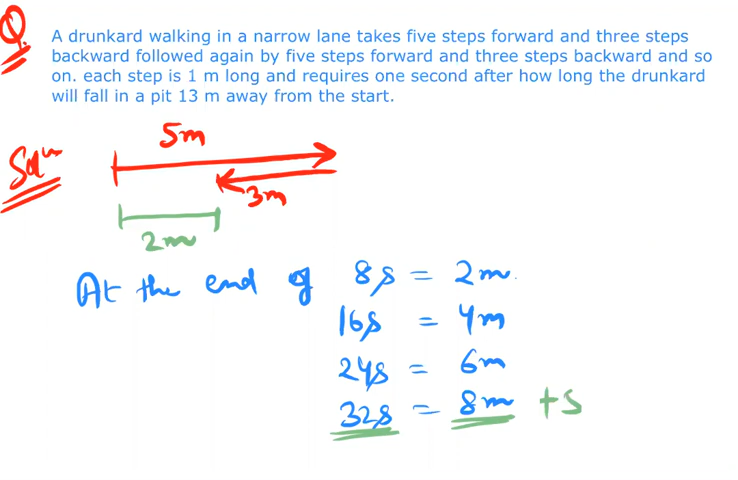 Q.
A drunkard walking in a narrow lane takes five steps forward and three steps
backward followed again by five steps forward and three steps backward and so
on. each step is 1 m long and requires one second after how long the drunkard
will fall in a pit 13 m away from the start.
5m
Solⁿ
3m
2m
At the end of 8s = 2m.
16s = 4m
24s = 6m
32s = 8m +5